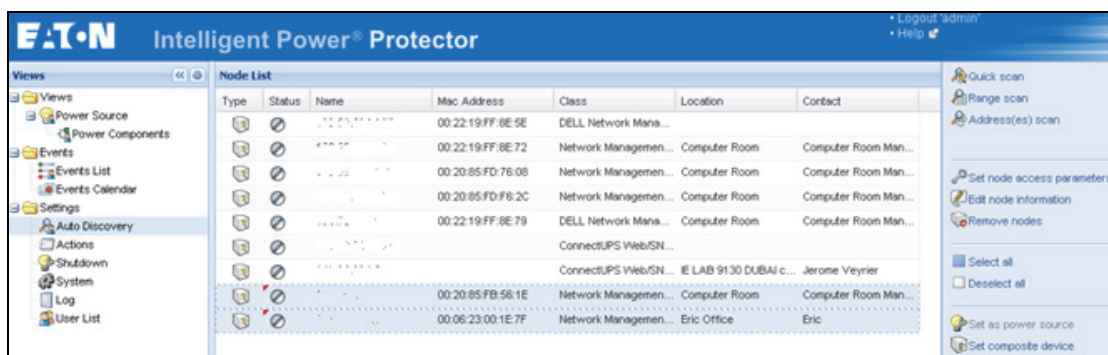 EATON Intelligent Power® Protector
• Logout 'admin'
• Help
Views
Views
Power Source
Power Components
Events
Events List
Events Calendar
Settings
Auto Discovery
Actions
Shutdown
System
Log
User List
Node List
Type Status Name Mac Address Class Location Contact
00:22:19:FF:8E:5E DELL Network Mana...
00:22:19:FF:8E:72 Network Managemen... Computer Room Computer Room Man...
00:20:85:FD:76:08 Network Managemen... Computer Room Computer Room Man...
00:20:85:FD:F6:2C Network Managemen... Computer Room Computer Room Man...
00:22:19:FF:8E:79 DELL Network Mana... Computer Room Computer Room Man...
ConnectUPS Web/SN...
ConnectUPS Web/SN... IE LAB 9130 DUBAI c... Jerome Veyrier
00:20:85:FB:56:1E Network Managemen... Computer Room Computer Room Man...
00:06:23:00:1E:7F Network Managemen... Eric Office Eric
Quick scan
Range scan
Address(es) scan
Set node access parameters
Edit node information
Remove nodes
Select all
Deselect all
Set as power source
Set composite device